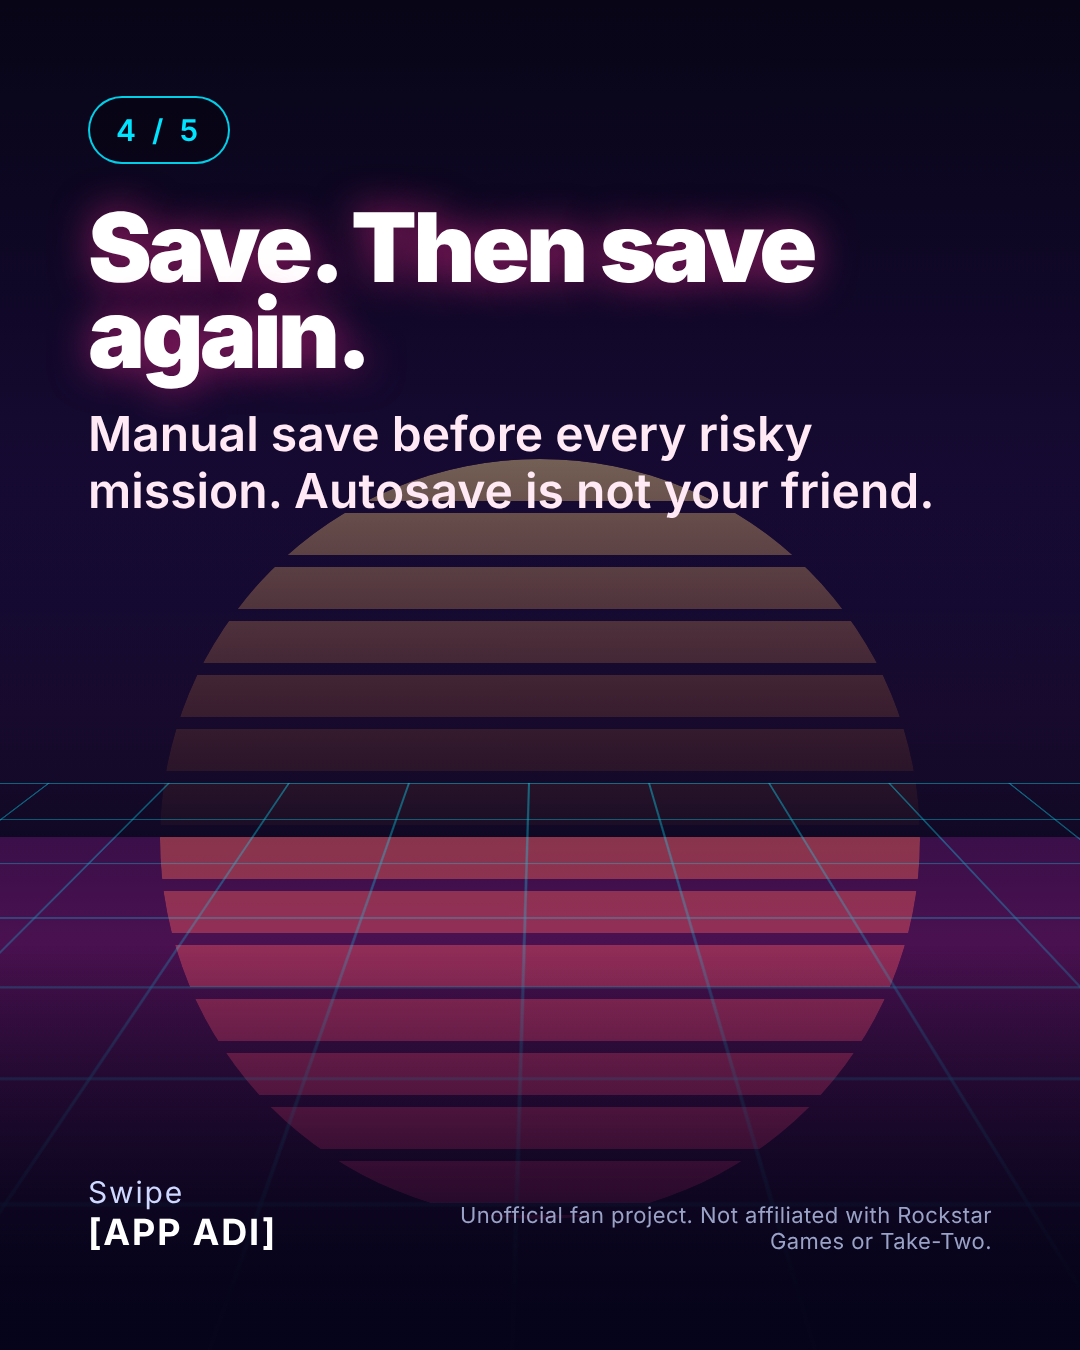 4 / 5
Save. Then save
again.
Manual save before every risky
mission. Autosave is not your friend.
Swipe
[APP ADI]
Unofficial fan project. Not affiliated with Rockstar
Games or Take-Two.